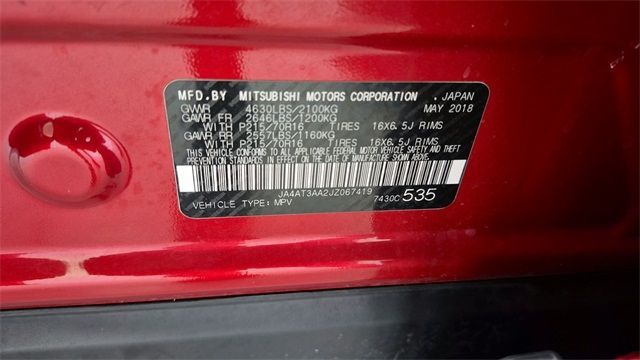 MFD.BY MITSUBISHI MOTORS CORPORATION . JAPAN
GVWR 4630LBS/2100KG MAY 2018
GAWR FR 2646LBS/1200KG
WITH P215/70R16 TIRES 16X6.5J RIMS
GAWR RR 2557LBS/1160KG
WITH P215/70R16 TIRES 16X6.5J RIMS
THIS VEHICLE CONFORMS TO ALL APPLICABLE FEDERAL MOTOR VEHICLE SAFETY, BUMPER, AND THEFT
PREVENTION STANDARDS IN EFFECT ON THE DATE OF MANUFACTURE SHOWN ABOVE.
JA4AT3AA2JZ067419
VEHICLE TYPE: MPV 7430C 535